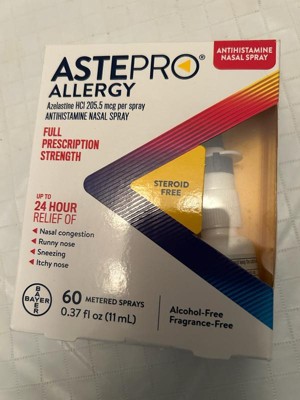 ASTEPRO®
ALLERGY
ANTIHISTAMINE
NASAL SPRAY
Azelastine HCl 205.5 mcg per spray
ANTIHISTAMINE NASAL SPRAY
FULL
PRESCRIPTION
STRENGTH
STEROID
FREE
UP TO
24 HOUR
RELIEF OF
Nasal congestion
Runny nose
Sneezing
Itchy nose
BAYER
BAYER
60 METERED SPRAYS
0.37 fl oz (11 mL)
Alcohol-Free
Fragrance-Free